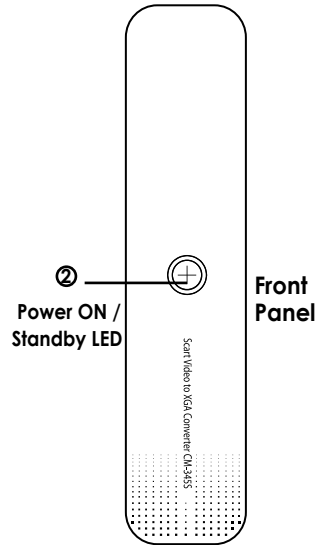 ②
Power ON /
Standby LED
Front
Panel
Scart Video to XGA Converter CM-345S